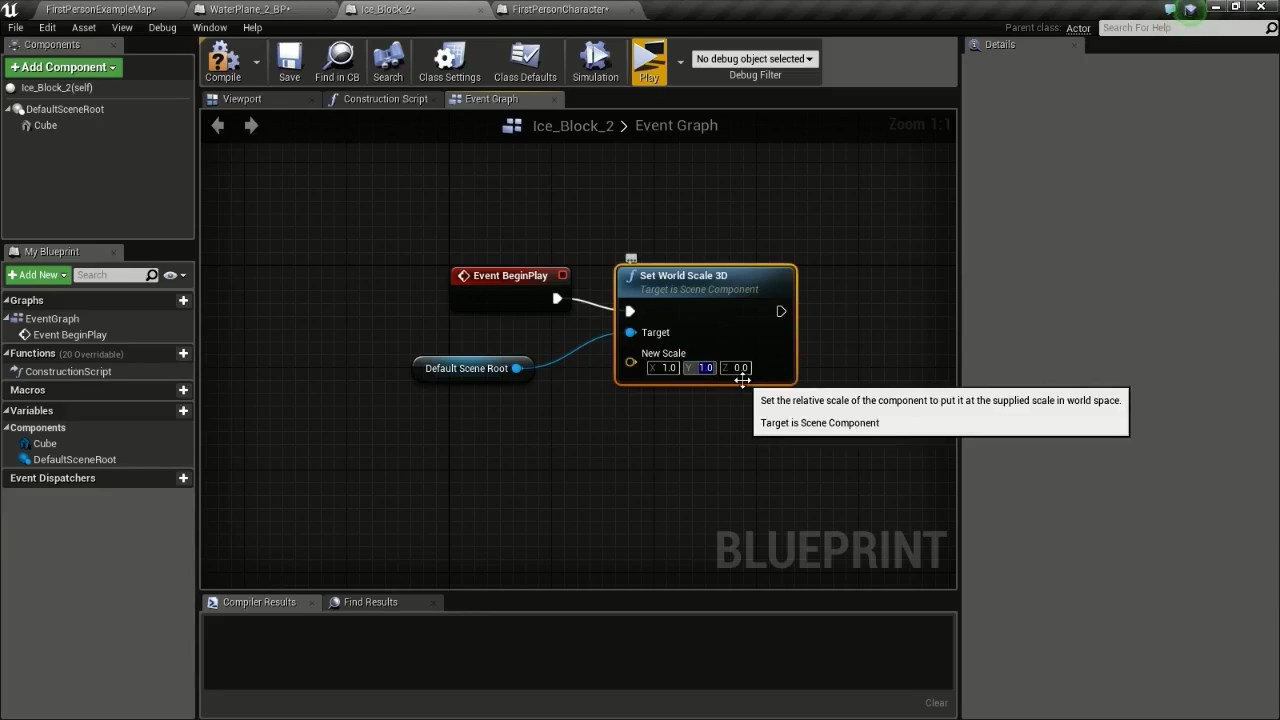 FirstPersonExampleMap*
WaterPlane_2_BP*
Ice_Block_2*
FirstPersonCharacter*
File Edit Asset View Debug Window Help
Parent class: Actor
Search For Help
Components
Add Component
Ice_Block_2(self)
DefaultSceneRoot
Cube
Compile
Save
Find in CB
Search
Class Settings
Class Defaults
Simulation
Play
No debug object selected
Debug Filter
Details
Viewport
Construction Script
Event Graph
Ice_Block_2 > Event Graph
Zoom 1:1
My Blueprint
Add New
Search
Graphs
EventGraph
Event BeginPlay
Functions (20 Overridable)
ConstructionScript
Macros
Variables
Components
Cube
DefaultSceneRoot
Event Dispatchers
Event BeginPlay
Default Scene Root
Set World Scale 3D
Target is Scene Component
Target
New Scale
X 1.0 Y 1.0 Z 0.0
Set the relative scale of the component to put it at the supplied scale in world space.
Target is Scene Component
BLUEPRINT
Compiler Results
Find Results
Clear